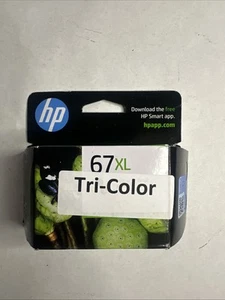 hp
Download the free
HP Smart app.
hpapp.com
67XL
Tri-Color